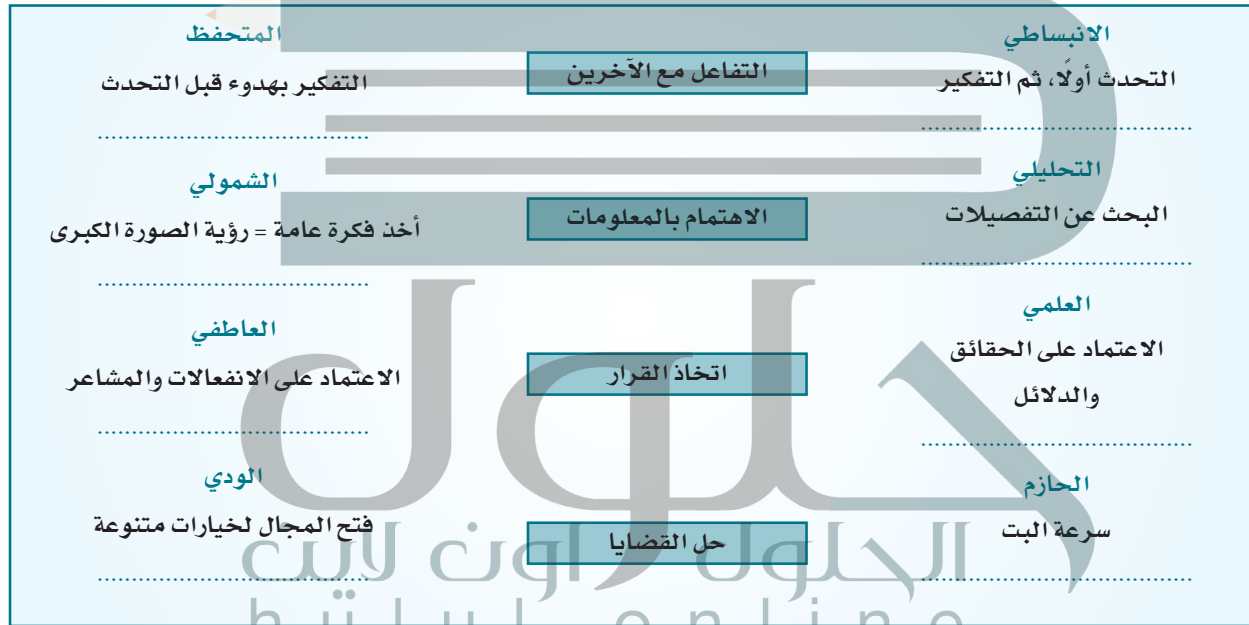 الانبساطي
التحدث أولًا، ثم التفكير
....................................
التفاعل مع الآخرين
المتحفظ
التفكير بهدوء قبل التحدث
....................................
التحليلي
البحث عن التفصيلات
....................................
الاهتمام بالمعلومات
الشمولي
أخذ فكرة عامة = رؤية الصورة الكبرى
....................................
العلمي
الاعتماد على الحقائق
والدلائل
....................................
اتخاذ القرار
العاطفي
الاعتماد على الانفعالات والمشاعر
....................................
الحازم
سرعة البت
....................................
حل القضايا
الودي
فتح المجال لخيارات متنوعة
....................................
حلول
الحلول اون لاين
hulul online